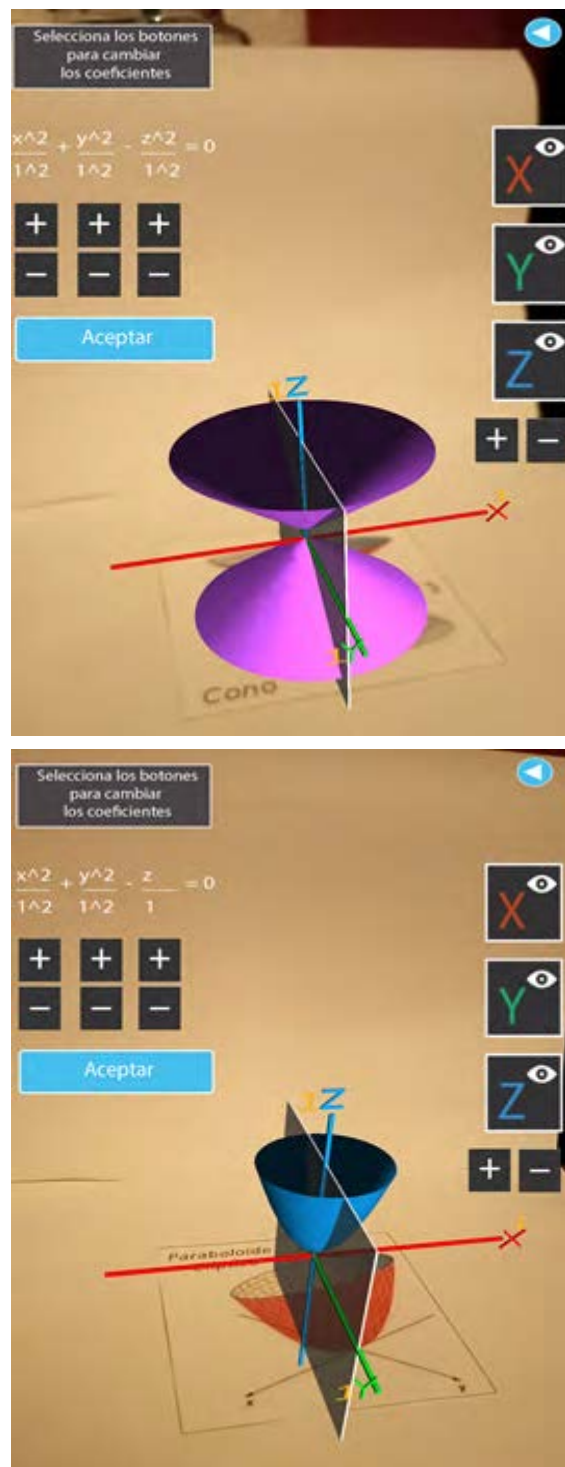 Selecciona los botones
para cambiar
los coeficientes
x^2 + y^2 - z^2 = 0
1^2 1^2 1^2
+ + +
− − −
Aceptar
X
Y
Z
+ −
Z
X
1Y
Cono
Selecciona los botones
para cambiar
los coeficientes
x^2 + y^2 - z = 0
1^2 1^2 1
+ + +
− − −
Aceptar
X
Y
Z
+ −
Z
X
Y
Paraboloide
x